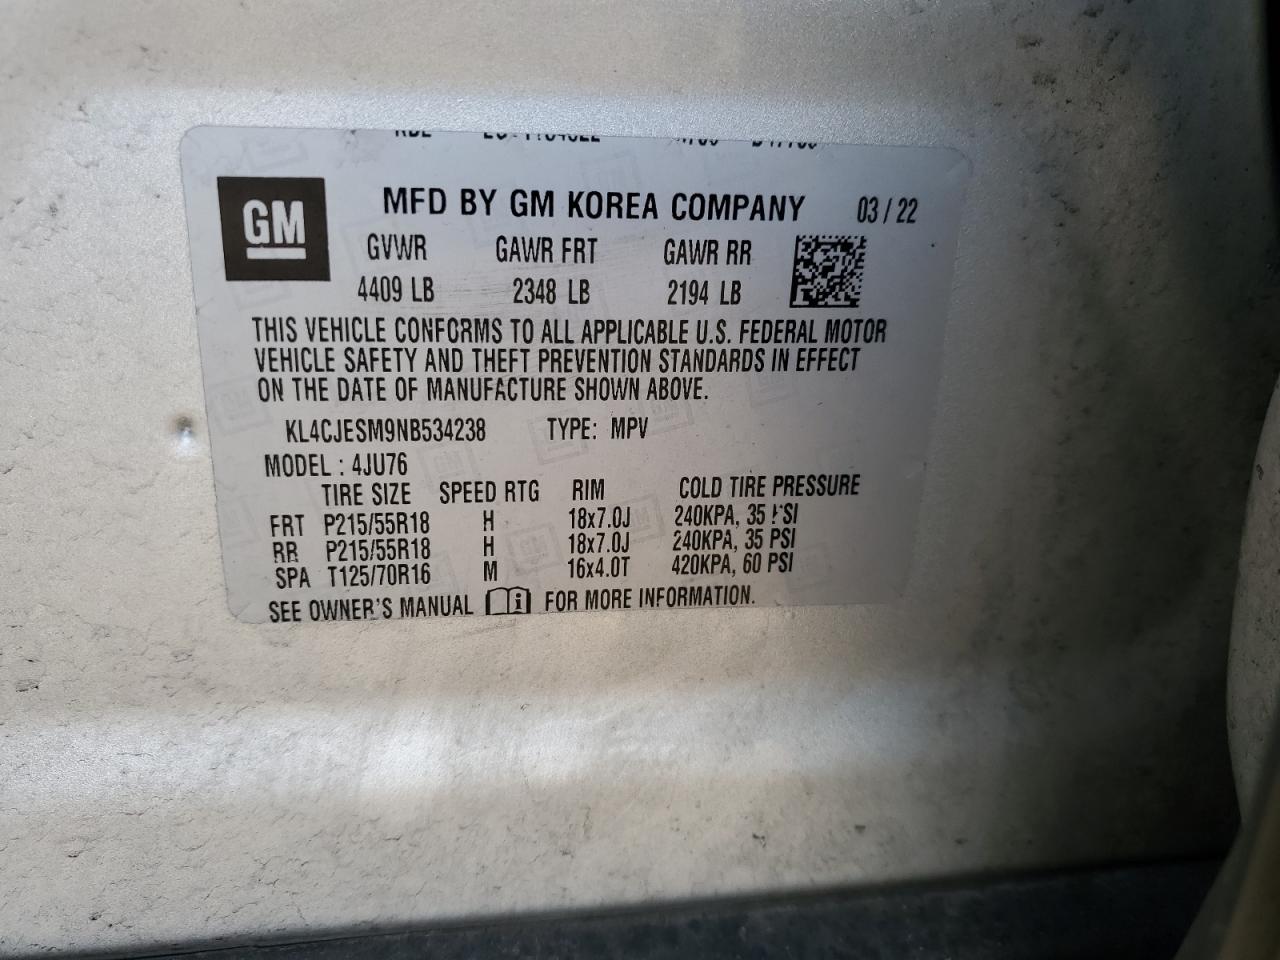 GM
MFD BY GM KOREA COMPANY 03 / 22
GVWR GAWR FRT GAWR RR
4409 LB 2348 LB 2194 LB
THIS VEHICLE CONFORMS TO ALL APPLICABLE U.S. FEDERAL MOTOR
VEHICLE SAFETY AND THEFT PREVENTION STANDARDS IN EFFECT
ON THE DATE OF MANUFACTURE SHOWN ABOVE.
KL4CJESM9NB534238 TYPE: MPV
MODEL : 4JU76
TIRE SIZE SPEED RTG RIM COLD TIRE PRESSURE
FRT P215/55R18 H 18x7.0J 240KPA, 35 PSI
RR P215/55R18 H 18x7.0J 240KPA, 35 PSI
SPA T125/70R16 M 16x4.0T 420KPA, 60 PSI
SEE OWNER'S MANUAL i FOR MORE INFORMATION.